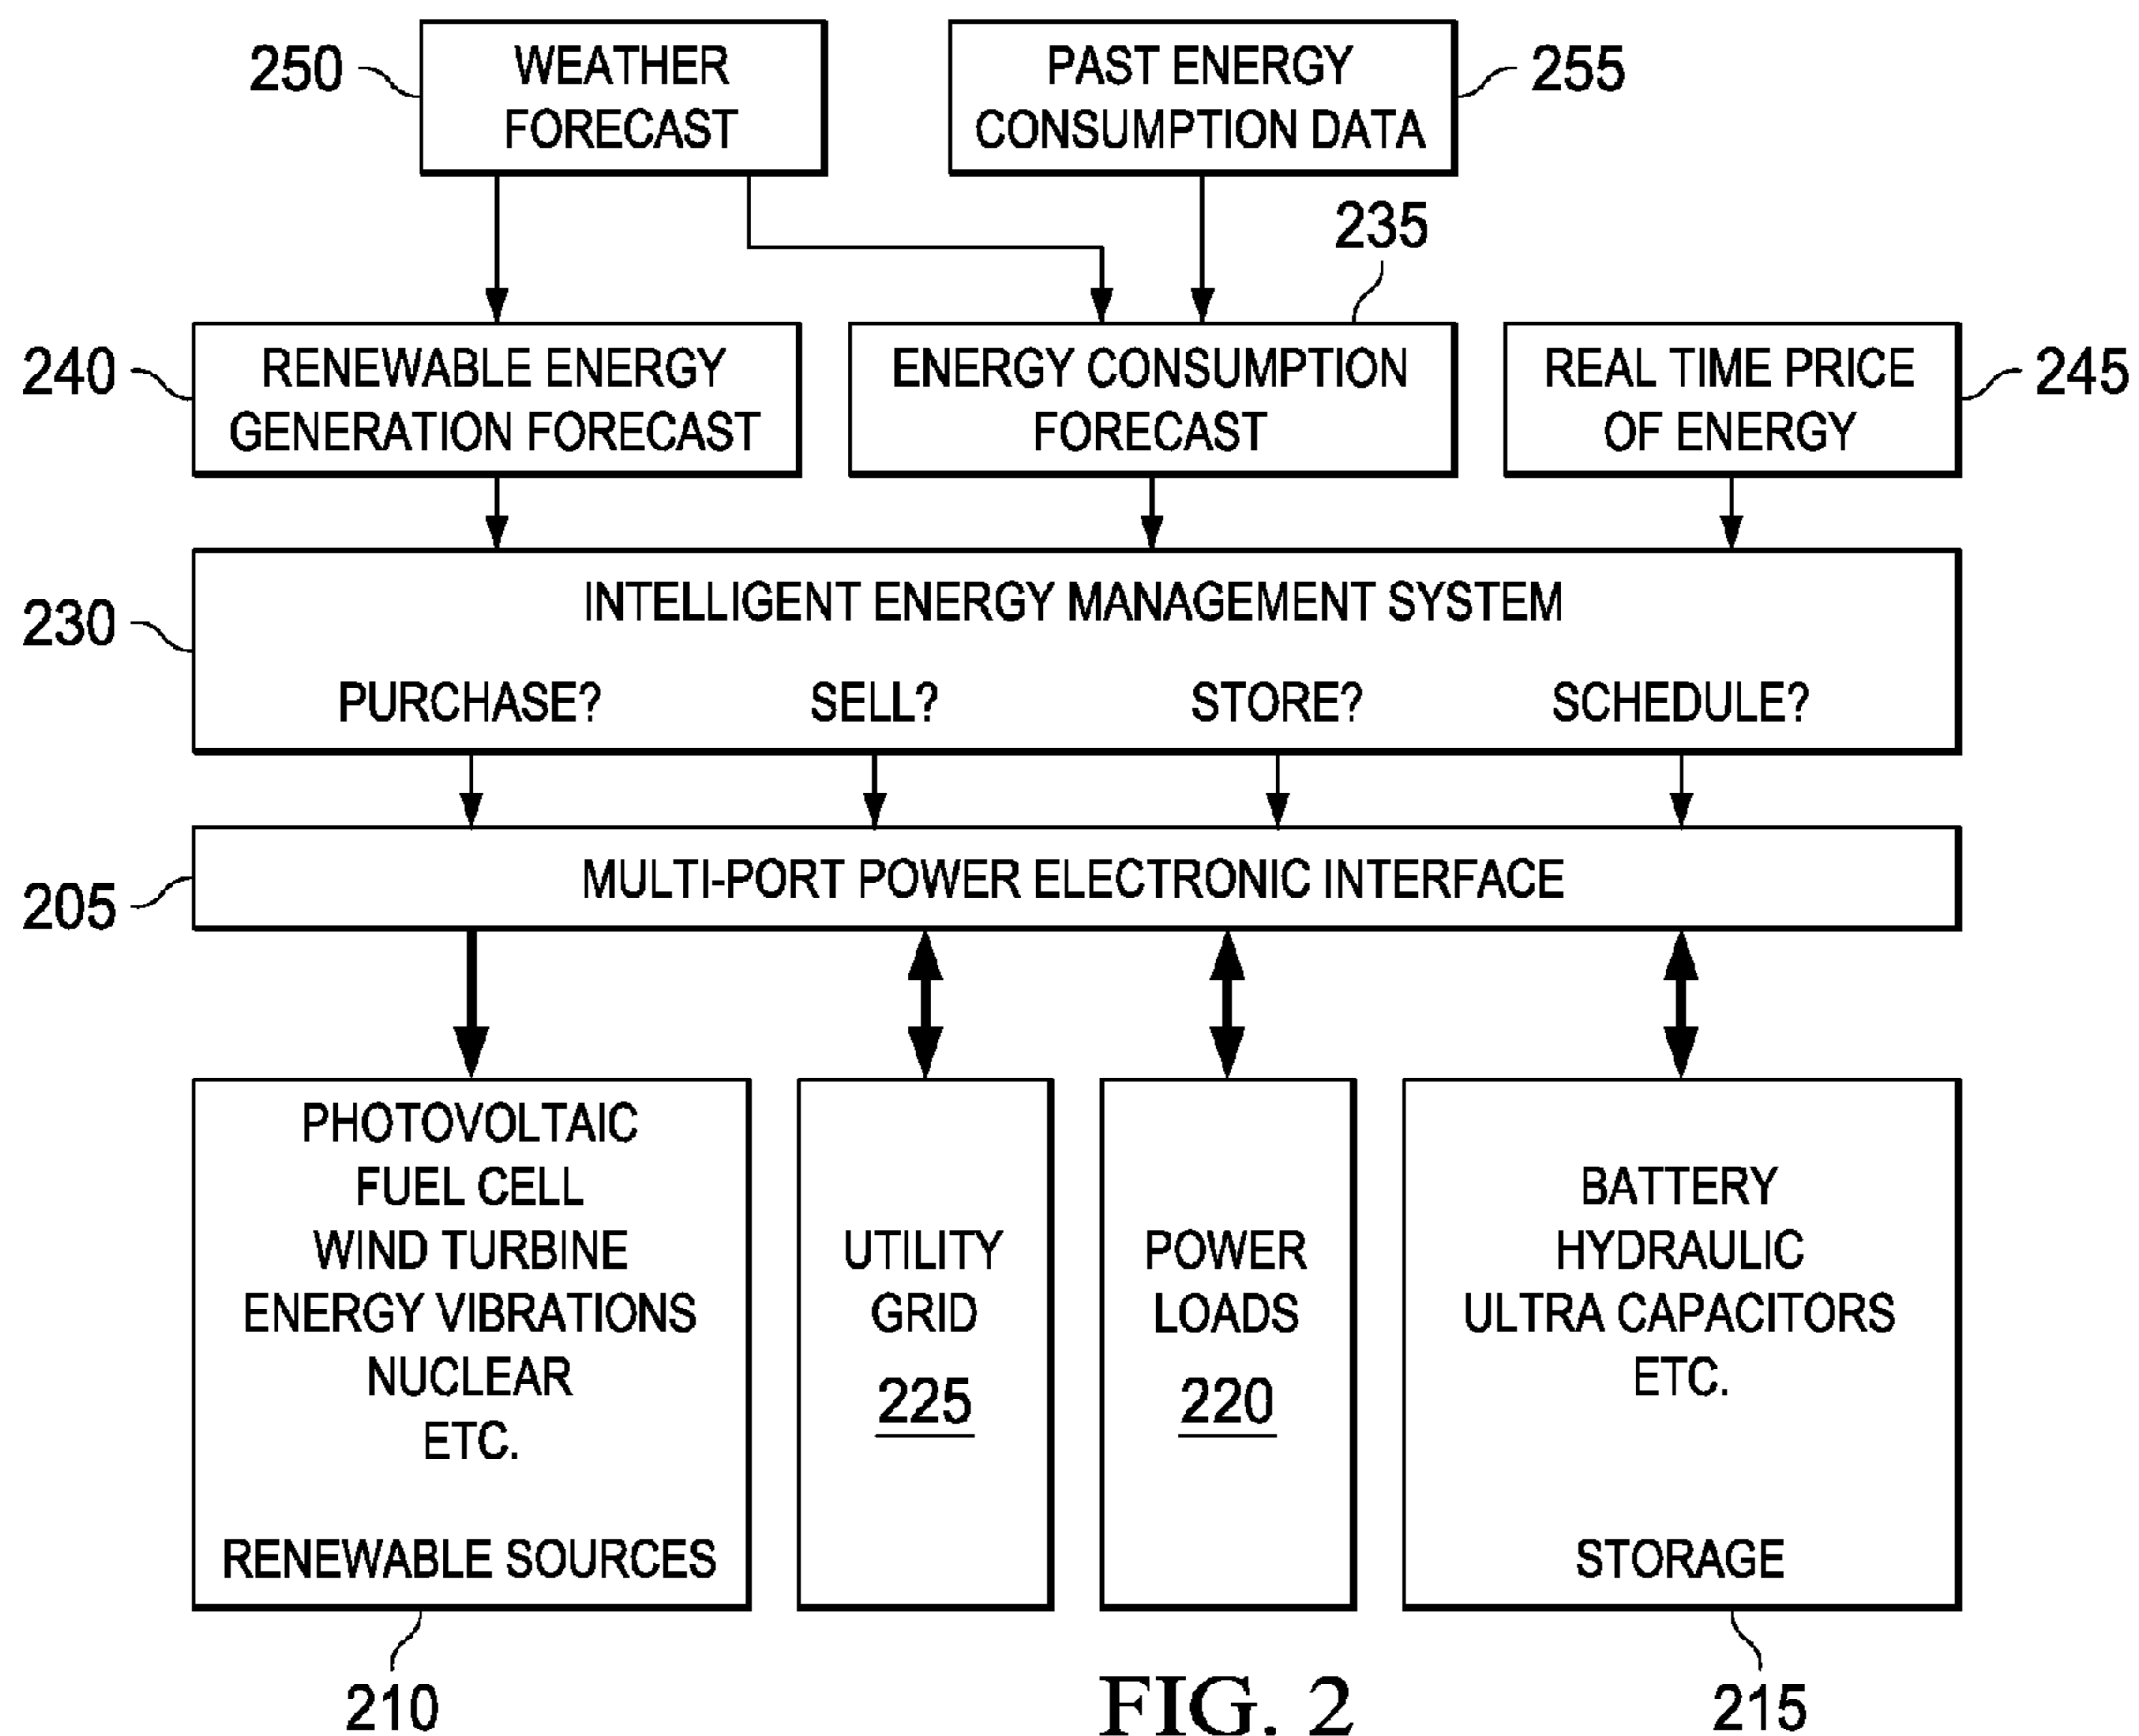 250
WEATHER
FORECAST
PAST ENERGY
CONSUMPTION DATA
255
235
240
RENEWABLE ENERGY
GENERATION FORECAST
ENERGY CONSUMPTION
FORECAST
REAL TIME PRICE
OF ENERGY
245
230
INTELLIGENT ENERGY MANAGEMENT SYSTEM
PURCHASE? SELL? STORE? SCHEDULE?
205
MULTI-PORT POWER ELECTRONIC INTERFACE
PHOTOVOLTAIC
FUEL CELL
WIND TURBINE
ENERGY VIBRATIONS
NUCLEAR
ETC.
RENEWABLE SOURCES
210
UTILITY
GRID
225
POWER
LOADS
220
BATTERY
HYDRAULIC
ULTRA CAPACITORS
ETC.
STORAGE
215
FIG. 2